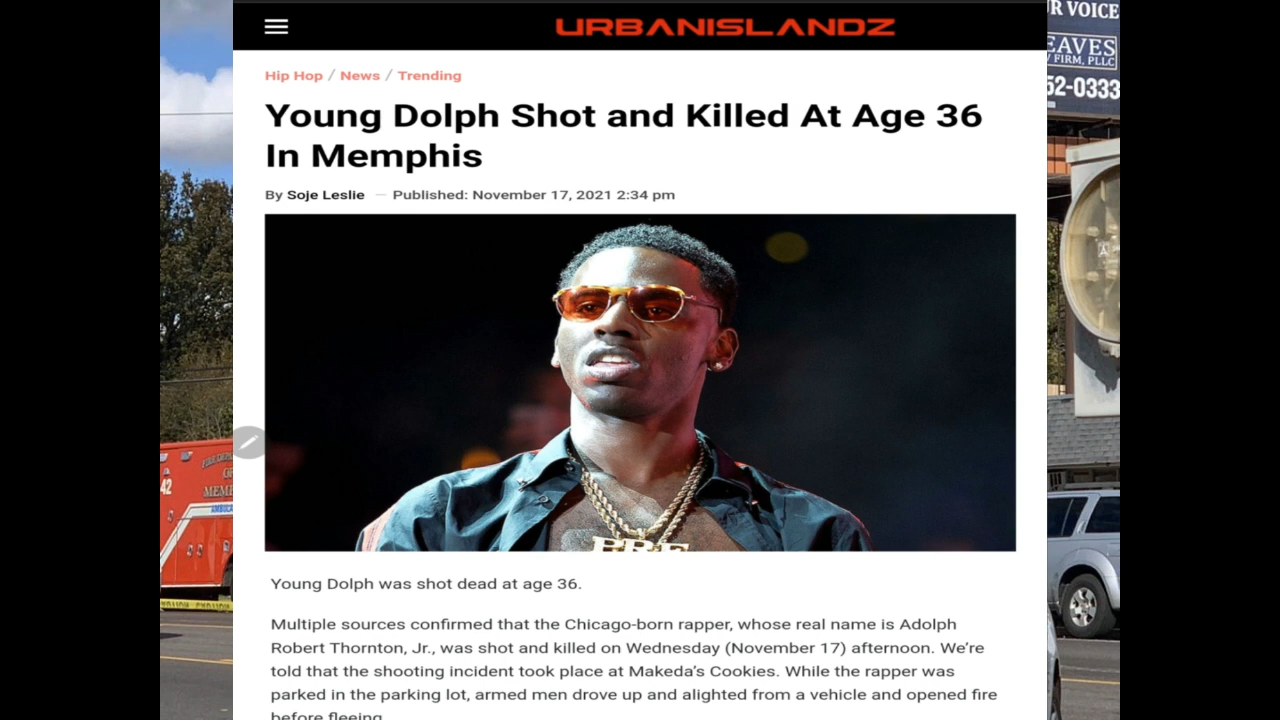 URBANISLANDZ
Hip Hop / News / Trending
Young Dolph Shot and Killed At Age 36
In Memphis
By Soje Leslie — Published: November 17, 2021 2:34 pm
PRE
Young Dolph was shot dead at age 36.
Multiple sources confirmed that the Chicago-born rapper, whose real name is Adolph
Robert Thornton, Jr., was shot and killed on Wednesday (November 17) afternoon. We’re
told that the shooting incident took place at Makeda’s Cookies. While the rapper was
parked in the parking lot, armed men drove up and alighted from a vehicle and opened fire
before fleeing.
R VOICE
EAVES
FIRM, PLLC
52-0333
42
MEM